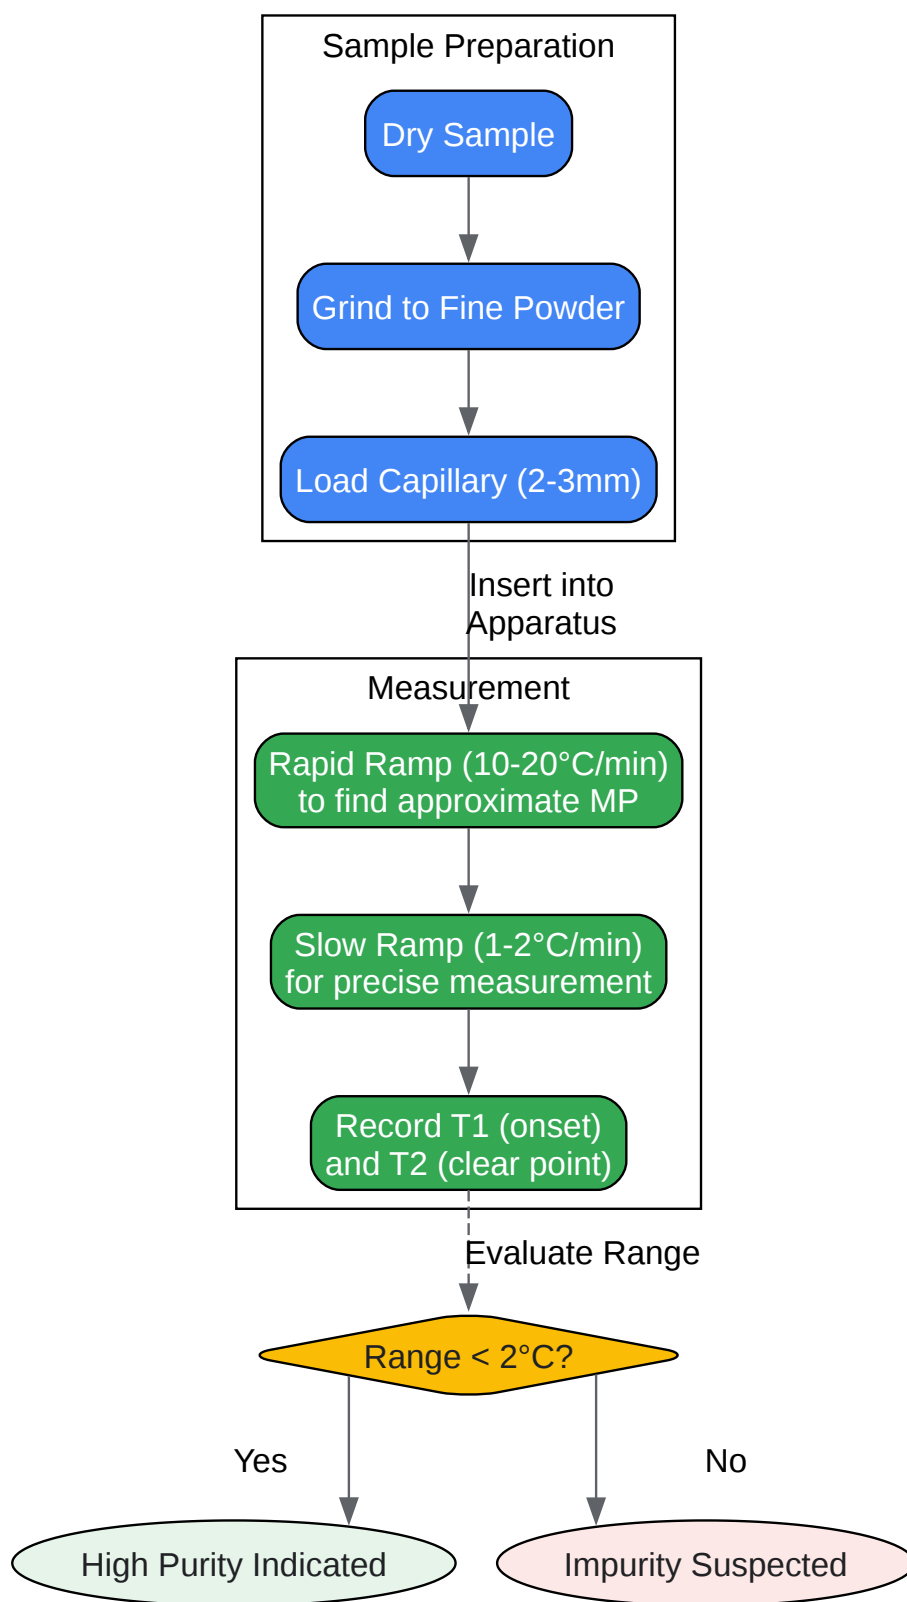 Sample Preparation
Dry Sample
Grind to Fine Powder
Load Capillary (2-3mm)
Insert into
Apparatus
Measurement
Rapid Ramp (10-20°C/min)
to find approximate MP
Slow Ramp (1-2°C/min)
for precise measurement
Record T1 (onset)
and T2 (clear point)
Evaluate Range
Range < 2°C?
Yes
No
High Purity Indicated
Impurity Suspected